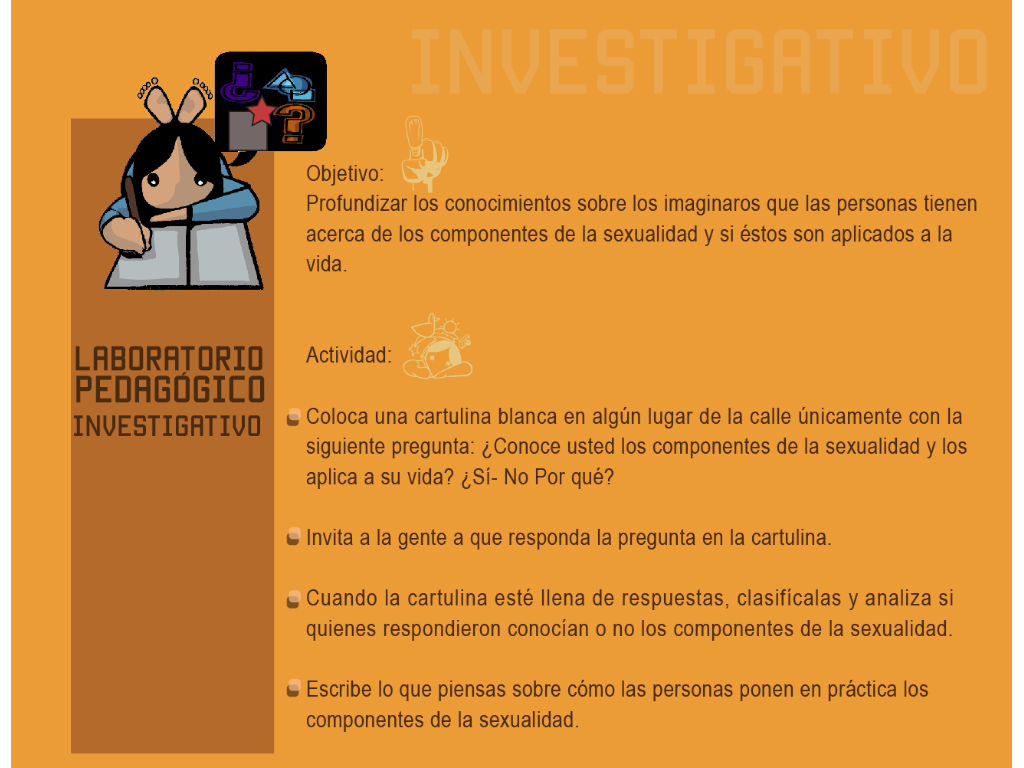 INVESTIGATIVO
¿
?
Objetivo:
Profundizar los conocimientos sobre los imaginaros que las personas tienen
acerca de los componentes de la sexualidad y si éstos son aplicados a la
vida.
LABORATORIO
PEDAGÓGICO
INVESTIGATIVO
Actividad:
Coloca una cartulina blanca en algún lugar de la calle únicamente con la
siguiente pregunta: ¿Conoce usted los componentes de la sexualidad y los
aplica a su vida? ¿Sí- No Por qué?
Invita a la gente a que responda la pregunta en la cartulina.
Cuando la cartulina esté llena de respuestas, clasifícalas y analiza si
quienes respondieron conocían o no los componentes de la sexualidad.
Escribe lo que piensas sobre cómo las personas ponen en práctica los
componentes de la sexualidad.